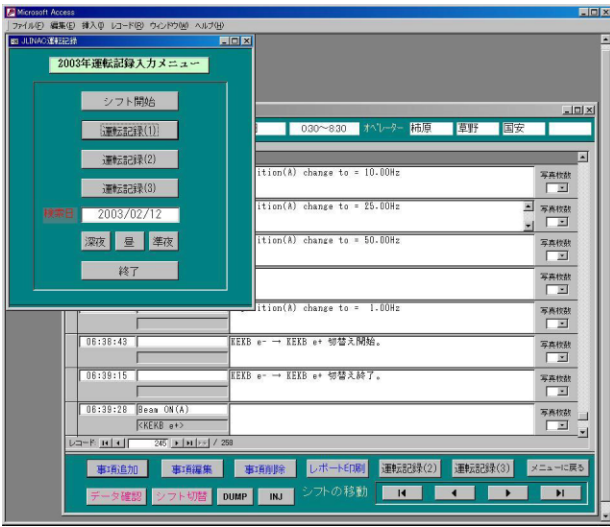 Microsoft Access
ファイル(F) 編集(E) 挿入(I) レコード(R) ウィンドウ(W) ヘルプ(H)
JLINAC運転記録
2003年運転記録入力メニュー
シフト開始
運転記録(1)
運転記録(2)
運転記録(3)
検索日 2003/02/12
深夜 昼 準夜
終了
0:30～8:30 オペレーター 柿原 草野 国安
ition(A) change to = 10.00Hz 写真枚数
ition(A) change to = 25.00Hz 写真枚数
ition(A) change to = 50.00Hz 写真枚数
写真枚数
ition(A) change to = 1.00Hz 写真枚数
06:38:43 KEKB e- → KEKB e+ 切替え開始。 写真枚数
06:39:15 KEKB e- → KEKB e+ 切替え終了。 写真枚数
06:39:28 Beam ON(A) 写真枚数
<KEKB e+>
レコード: 245 / 258
事項追加 事項編集 事項削除 レポート印刷 運転記録(2) 運転記録(3) メニューに戻る
データ確認 シフト切替 DUMP INJ シフトの移動